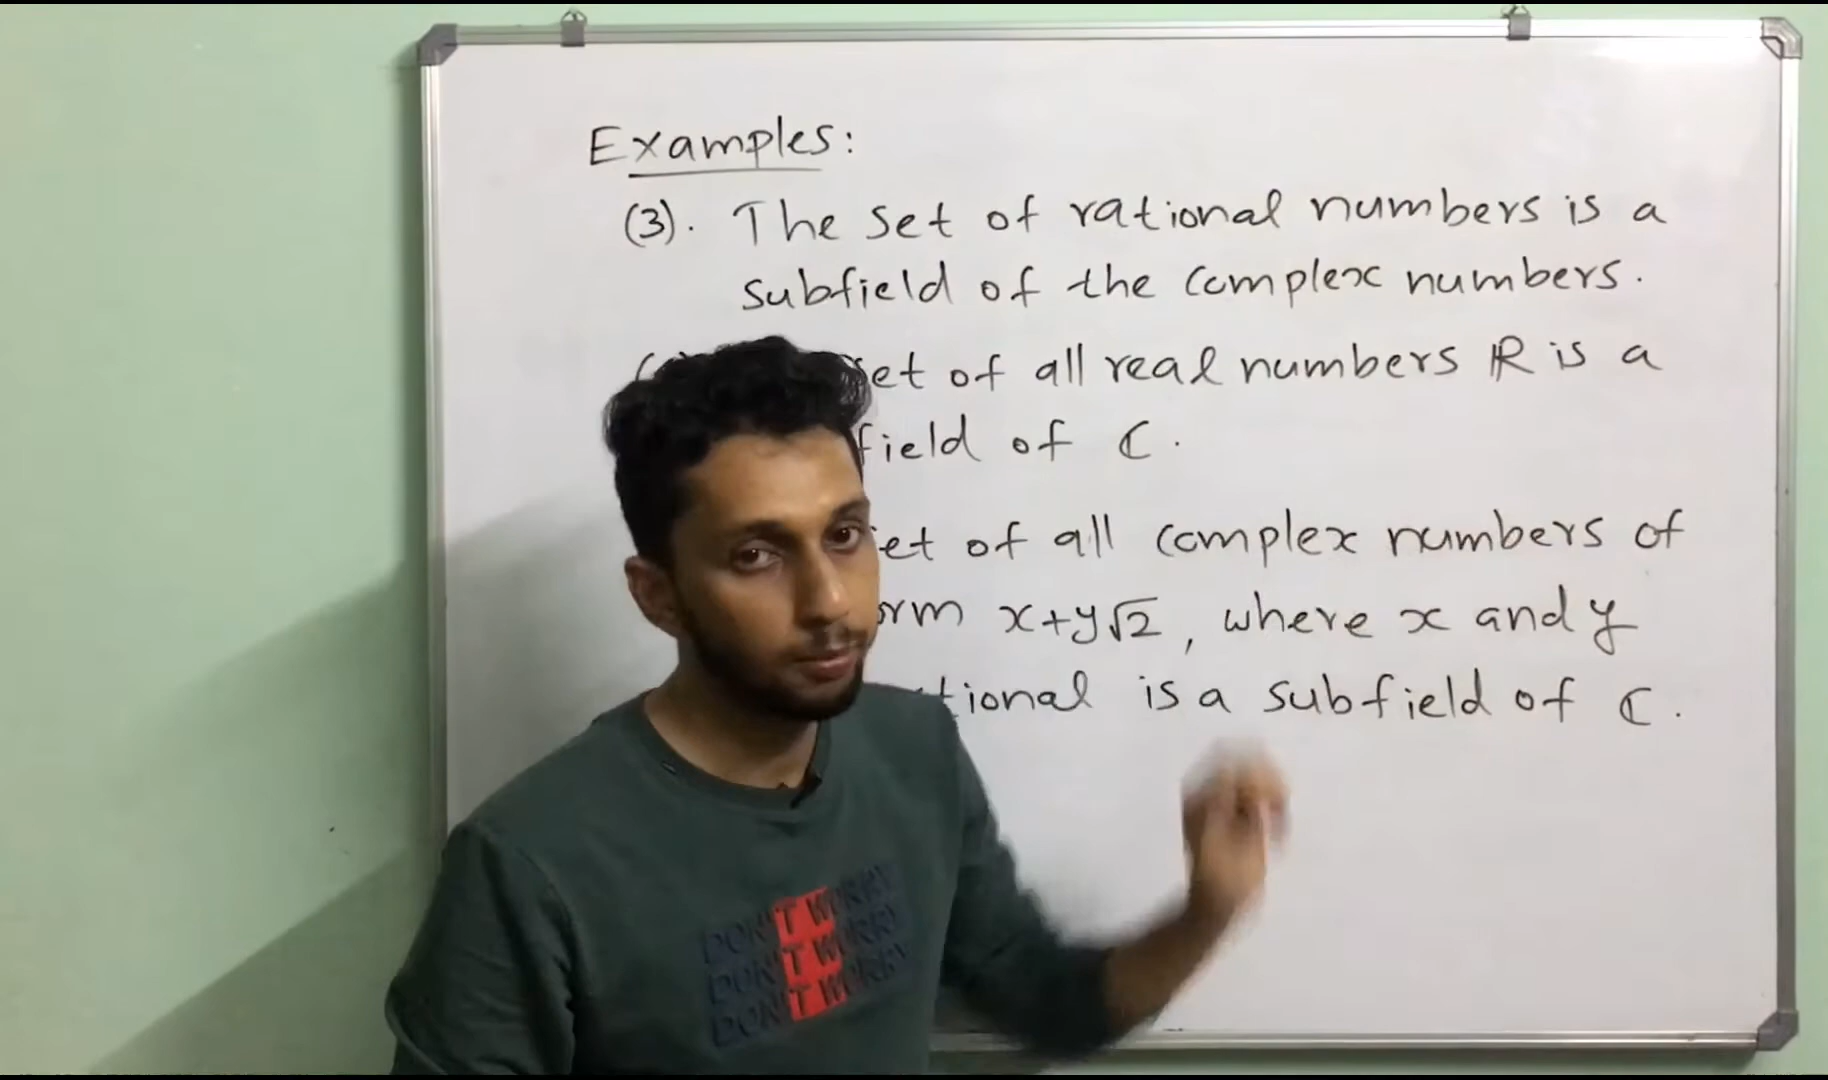 Examples:
(3). The set of rational numbers is a
subfield of the complex numbers.
set of all real numbers ℝ is a
field of ℂ.
et of all complex numbers of
orm x+y√2, where x and y
tional is a subfield of ℂ.
DON'T WORRY
DON'T WORRY
DON'T WORRY